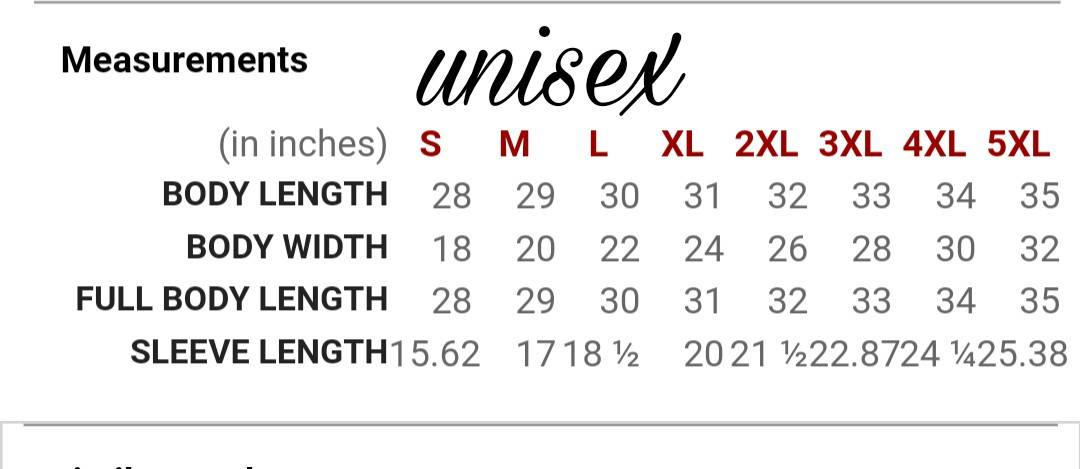 Measurements unisex
(in inches) S M L XL 2XL 3XL 4XL 5XL
BODY LENGTH 28 29 30 31 32 33 34 35
BODY WIDTH 18 20 22 24 26 28 30 32
FULL BODY LENGTH 28 29 30 31 32 33 34 35
SLEEVE LENGTH 15.62 17 18 ½ 20 21 ½ 22.87 24 ¼ 25.38